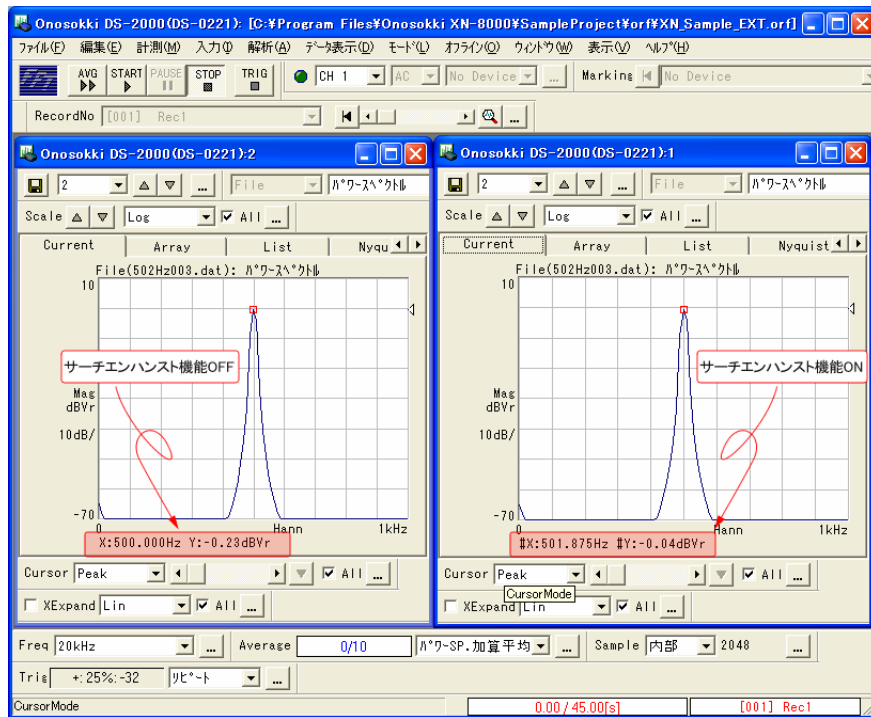 Onosokki DS-2000(DS-0221): [C:¥Program Files¥Onosokki XN-8000¥SampleProject¥orf¥XN_Sample_EXT.orf]
ファイル(F) 編集(E) 計測(M) 入力(I) 解析(A) データ表示(D) モード(L) オフライン(O) ウィンドウ(W) 表示(V) ヘルプ(H)
AVG START PAUSE STOP TRIG CH 1 AC No Device ... Marking No Device
RecordNo [001] Rec1 ...
Onosokki DS-2000(DS-0221):2
2 ... File パワースペクトル
Scale Log All ...
Current Array List Nyqu
File(502Hz003.dat): パワースペクトル
10
サーチエンハンスト機能OFF
Mag
dBVr
10dB/
-70
0 Hann 1kHz
X:500.000Hz Y:-0.23dBVr
Cursor Peak All ...
XExpand Lin All ...
Onosokki DS-2000(DS-0221):1
2 ... File パワースペクトル
Scale Log All ...
Current Array List Nyquist
File(502Hz003.dat): パワースペクトル
10
サーチエンハンスト機能ON
Mag
dBVr
10dB/
-70
0 Hann 1kHz
#X:501.875Hz #Y:-0.04dBVr
Cursor Peak All ...
CursorMode
XExpand Lin All ...
Freq 20kHz ... Average 0/10 パワーSP.加算平均 ... Sample 内部 2048 ...
Trig +: 25%:-32 リピート ...
CursorMode 0.00 / 45.00[s] [001] Rec1